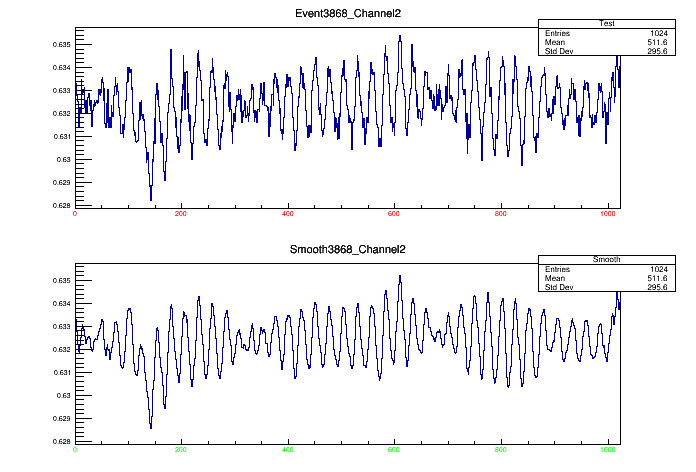 Event3868_Channel2
Test
Entries 1024
Mean 511.6
Std Dev 295.6
0.635
0.634
0.633
0.632
0.631
0.63
0.629
0.628
0 200 400 600 800 1000
Smooth3868_Channel2
Smooth
Entries 1024
Mean 511.6
Std Dev 295.6
0.635
0.634
0.633
0.632
0.631
0.63
0.629
0.628
0 200 400 600 800 1000